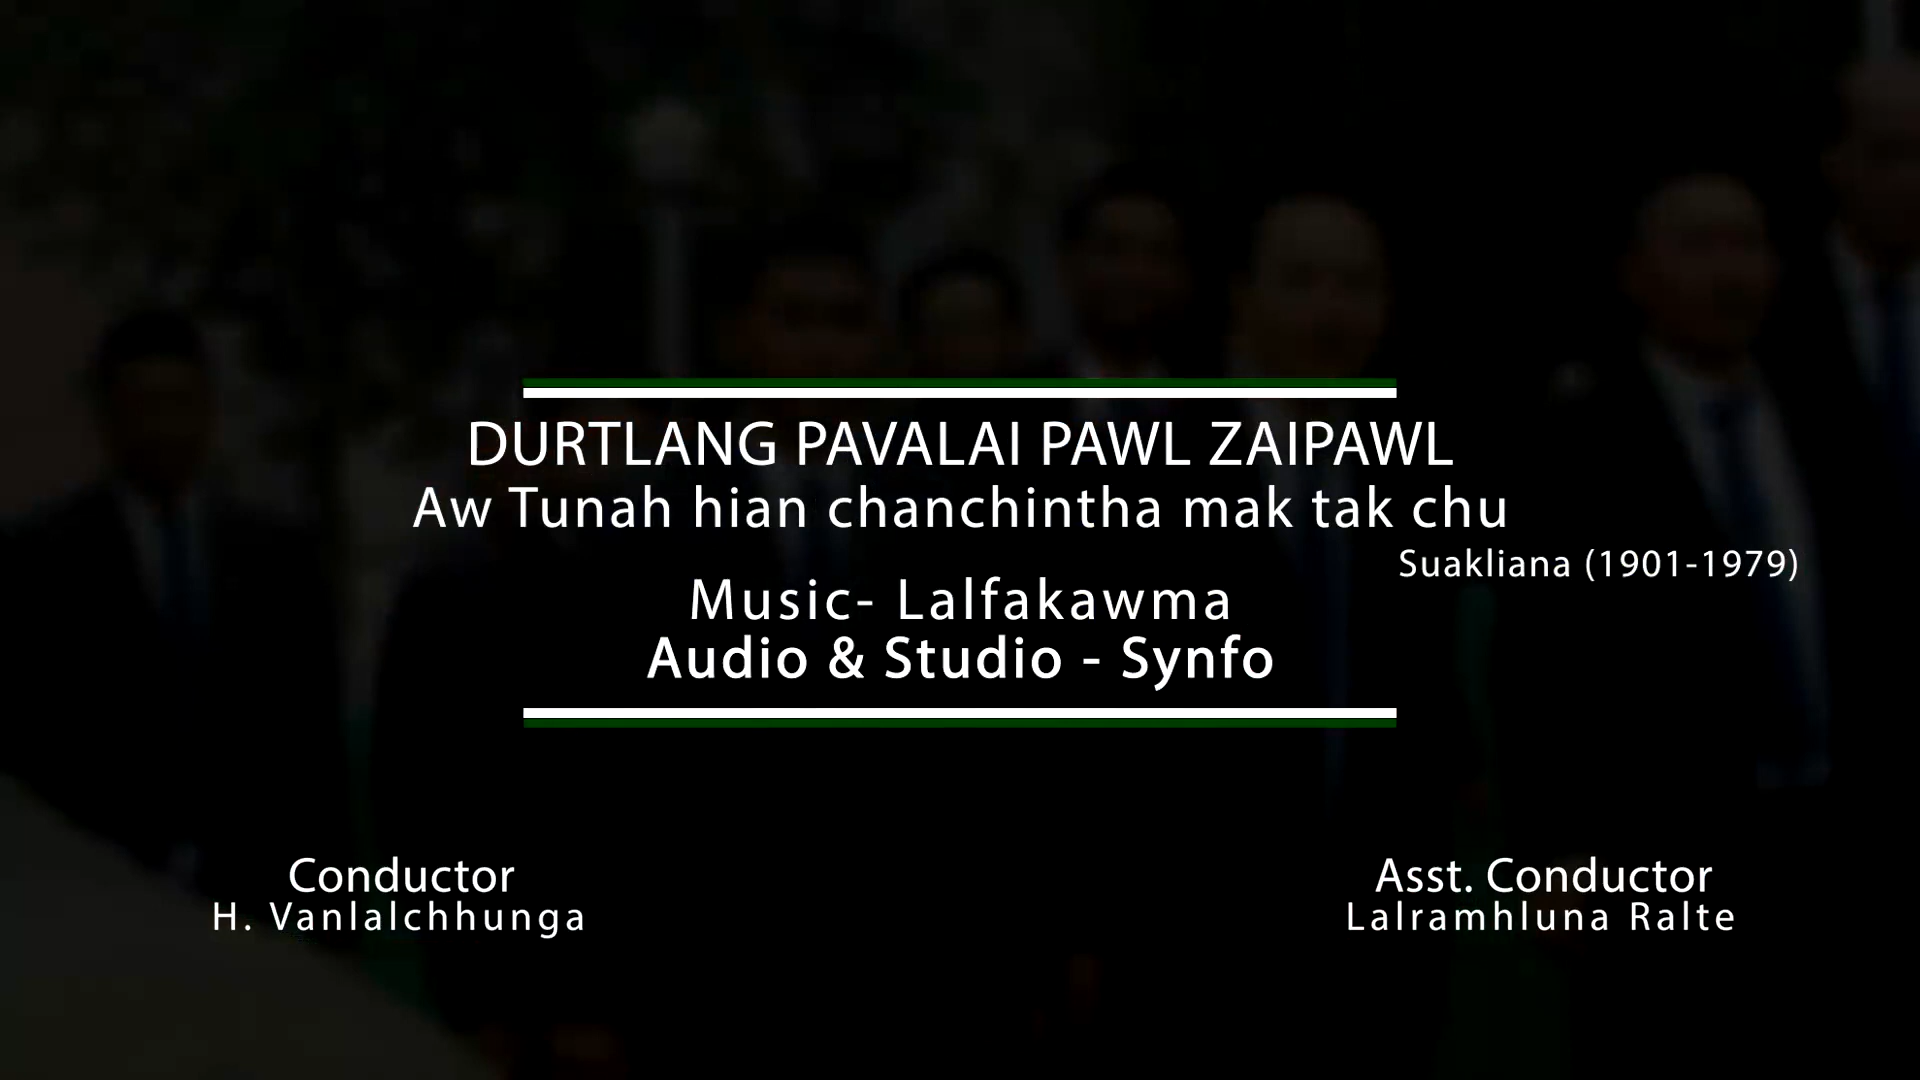 DURTLANG PAVALAI PAWL ZAIPAWL
Aw Tunah hian chanchintha mak tak chu
Suakliana (1901-1979)
Music- Lalfakawma
Audio & Studio - Synfo
Conductor
H. Vanlalchhunga
Asst. Conductor
Lalramhluna Ralte